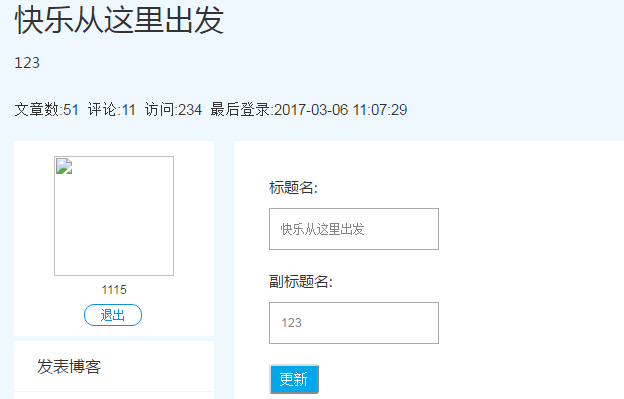 快乐从这里出发
123
文章数:51 评论:11 访问:234 最后登录:2017-03-06 11:07:29
1115
退出
发表博客
标题名:
快乐从这里出发
副标题名:
123
更新